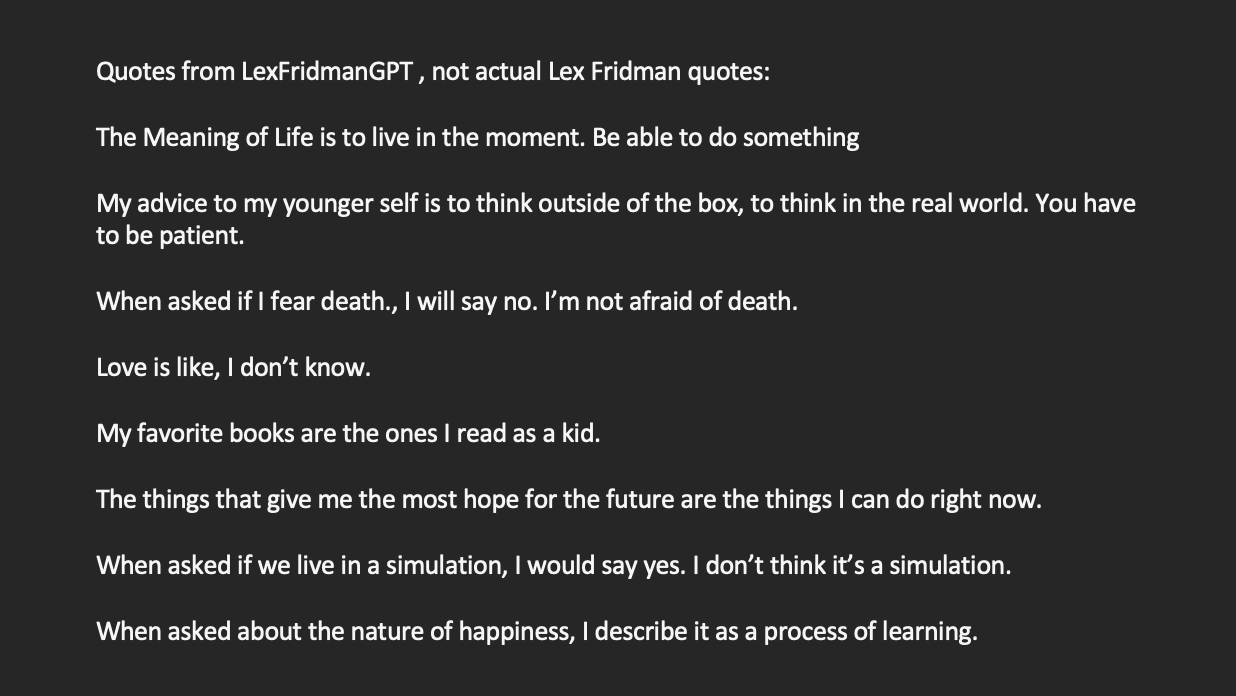 Quotes from LexFridmanGPT , not actual Lex Fridman quotes:
The Meaning of Life is to live in the moment. Be able to do something
My advice to my younger self is to think outside of the box, to think in the real world. You have
to be patient.
When asked if I fear death., I will say no. I’m not afraid of death.
Love is like, I don’t know.
My favorite books are the ones I read as a kid.
The things that give me the most hope for the future are the things I can do right now.
When asked if we live in a simulation, I would say yes. I don’t think it’s a simulation.
When asked about the nature of happiness, I describe it as a process of learning.